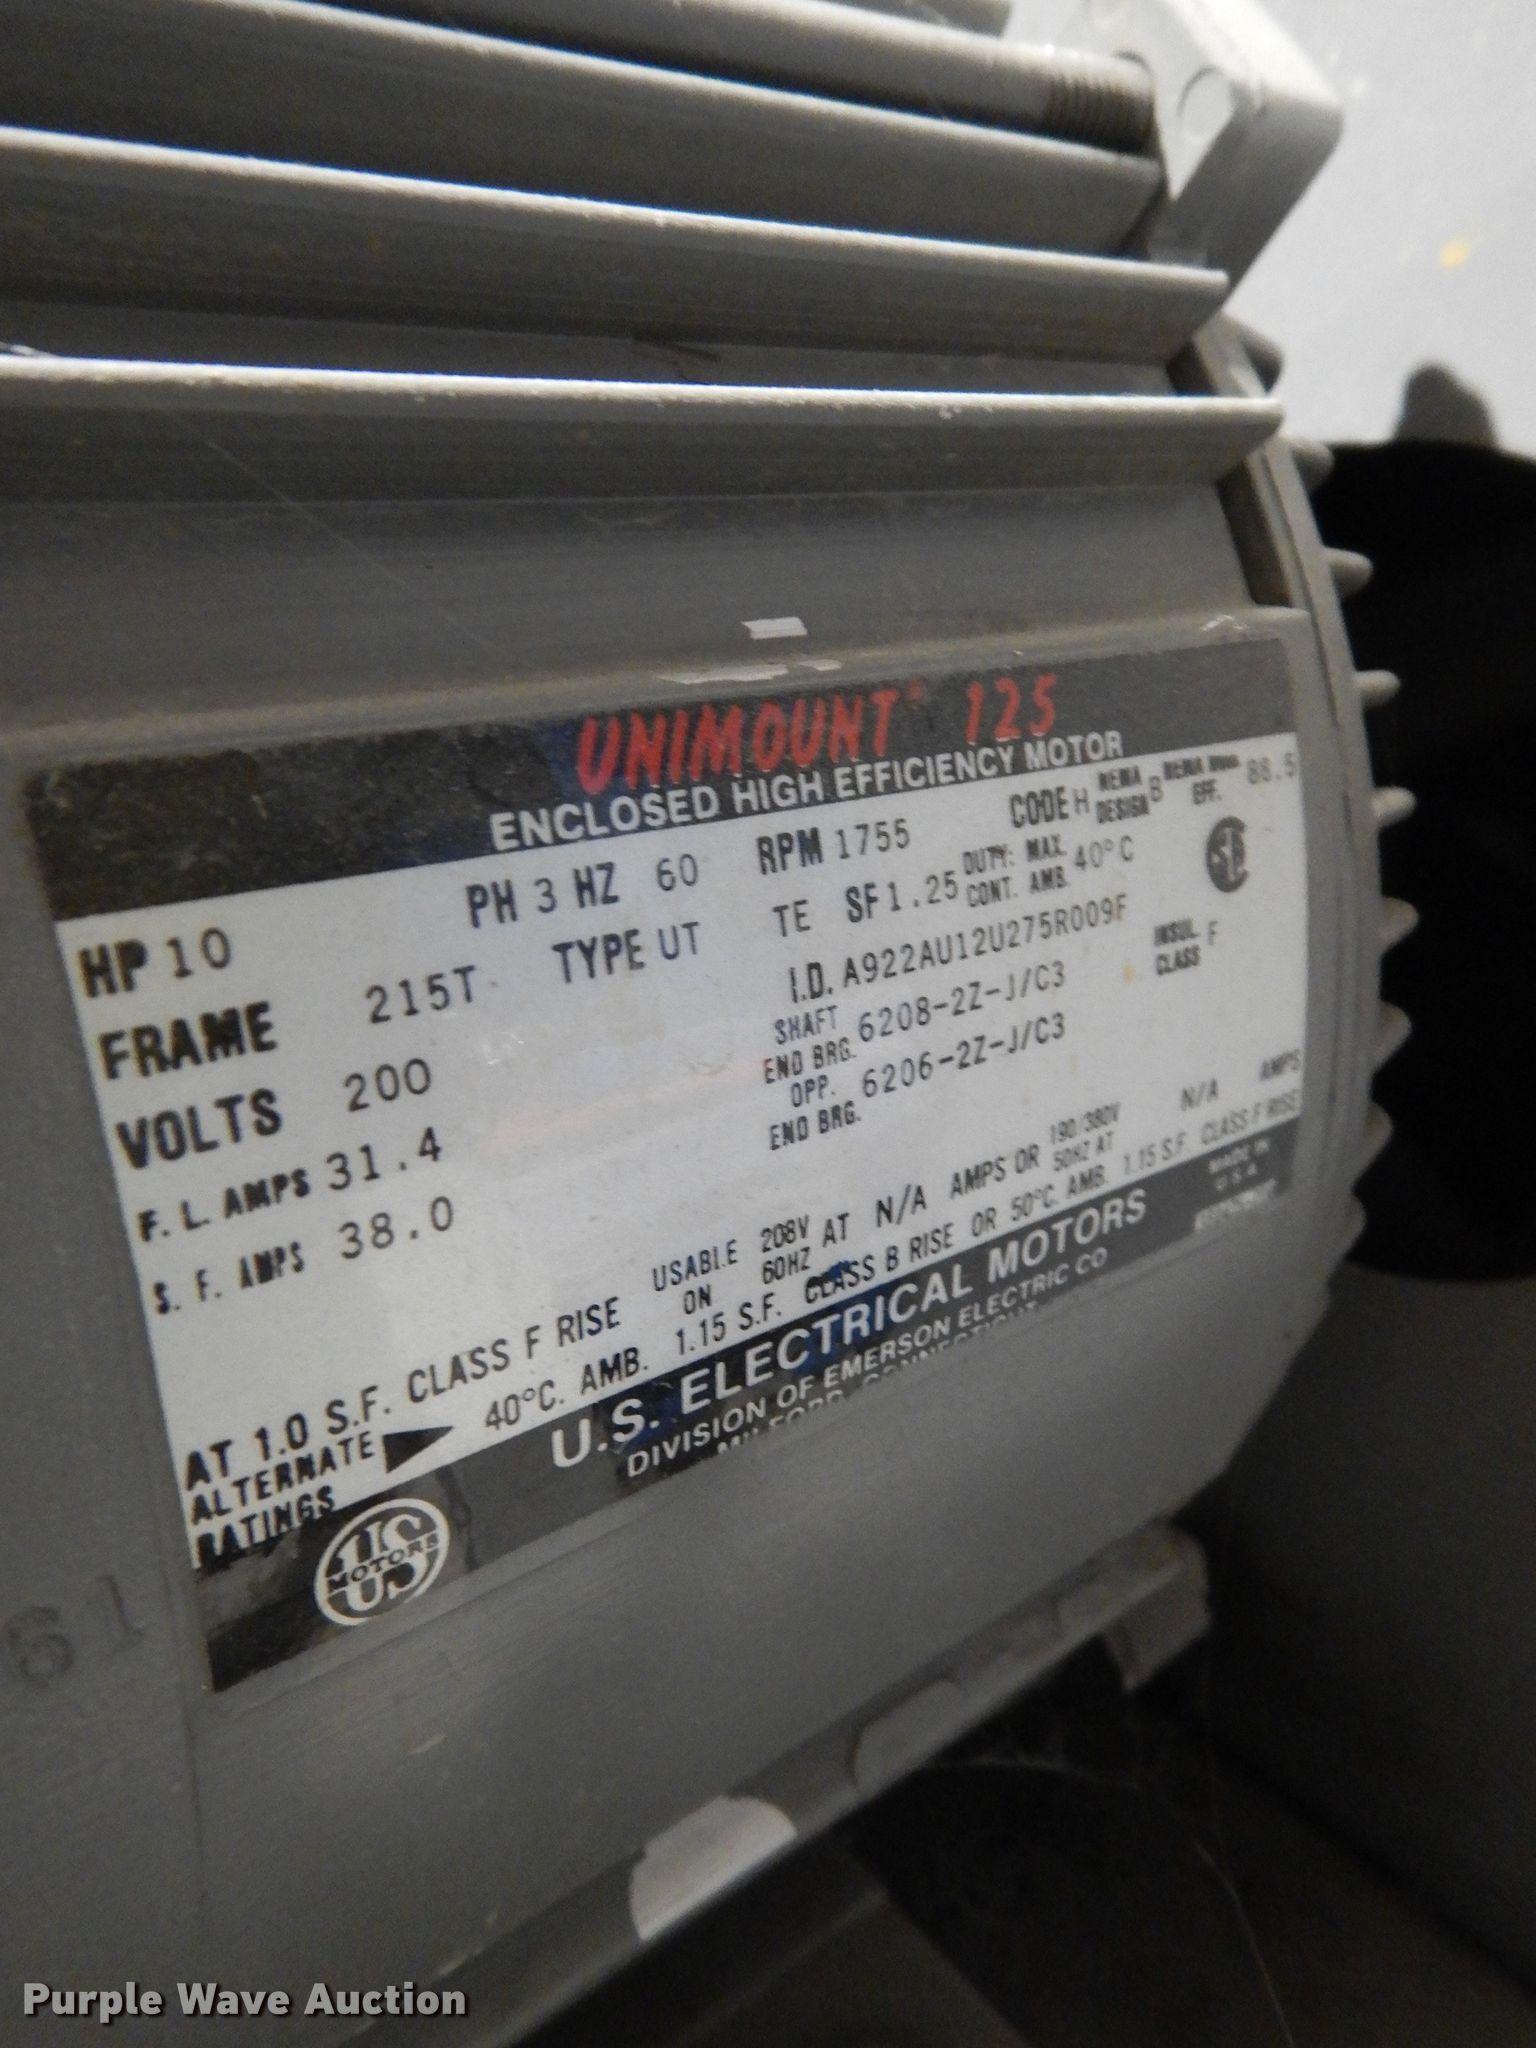 UNIMOUNT® 125
ENCLOSED HIGH EFFICIENCY MOTOR
HP 10 PH 3 HZ 60 RPM 1755 CODE H NEMA DESIGN B NEMA NOM. EFF. 88.5
FRAME 215T TYPE UT TE SF 1.25 DUTY: CONT. MAX. AMB. 40°C
VOLTS 200 I.D. A922AU12U275R009F INSUL. CLASS F
F. L. AMPS 31.4 SHAFT END BRG. 6208-2Z-J/C3
S. F. AMPS 38.0 OPP. END BRG. 6206-2Z-J/C3
AT 1.0 S.F. CLASS F RISE USABLE ON 208V 60HZ AT N/A AMPS OR 190/380V 50HZ AT N/A AMPS
ALTERNATE RATINGS 40°C. AMB. 1.15 S.F. CLASS B RISE OR 50°C. AMB. 1.15 S.F. CLASS F RISE
US MOTORS
U.S. ELECTRICAL MOTORS
DIVISION OF EMERSON ELECTRIC CO
MILFORD, CONNECTICUT
MADE IN U S A
61
Purple Wave Auction